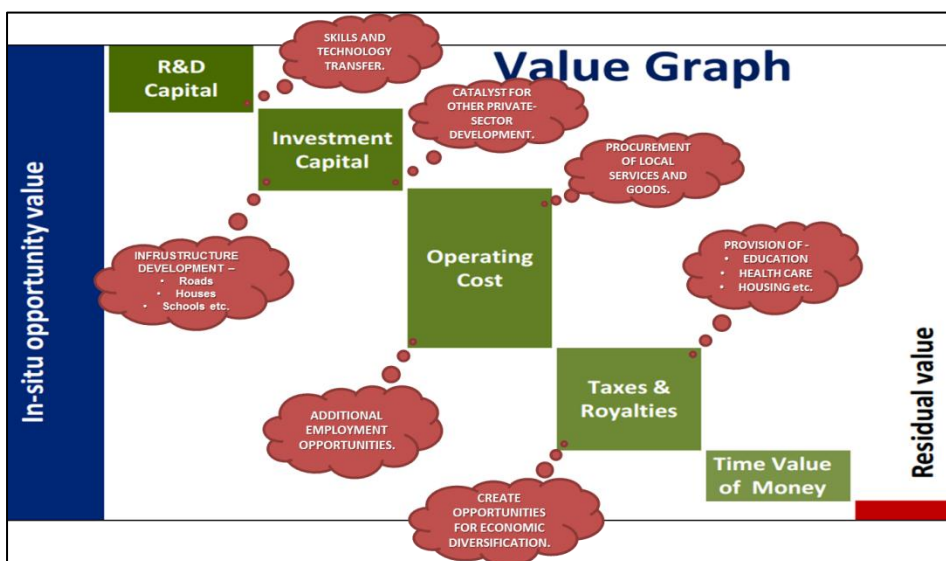 Value Graph
In-situ opportunity value
R&D
Capital
SKILLS AND
TECHNOLOGY
TRANSFER.
Investment
Capital
CATALYST FOR
OTHER PRIVATE-
SECTOR
DEVELOPMENT.
INFRUSTRUCTURE
DEVELOPMENT –
• Roads
• Houses
• Schools etc.
Operating
Cost
PROCUREMENT
OF LOCAL
SERVICES AND
GOODS.
ADDITIONAL
EMPLOYMENT
OPPORTUNITIES.
Taxes &
Royalties
PROVISION OF -
• EDUCATION
• HEALTH CARE
• HOUSING etc.
CREATE
OPPORTUNITIES
FOR ECONOMIC
DIVERSIFICATION.
Time Value
of Money
Residual value